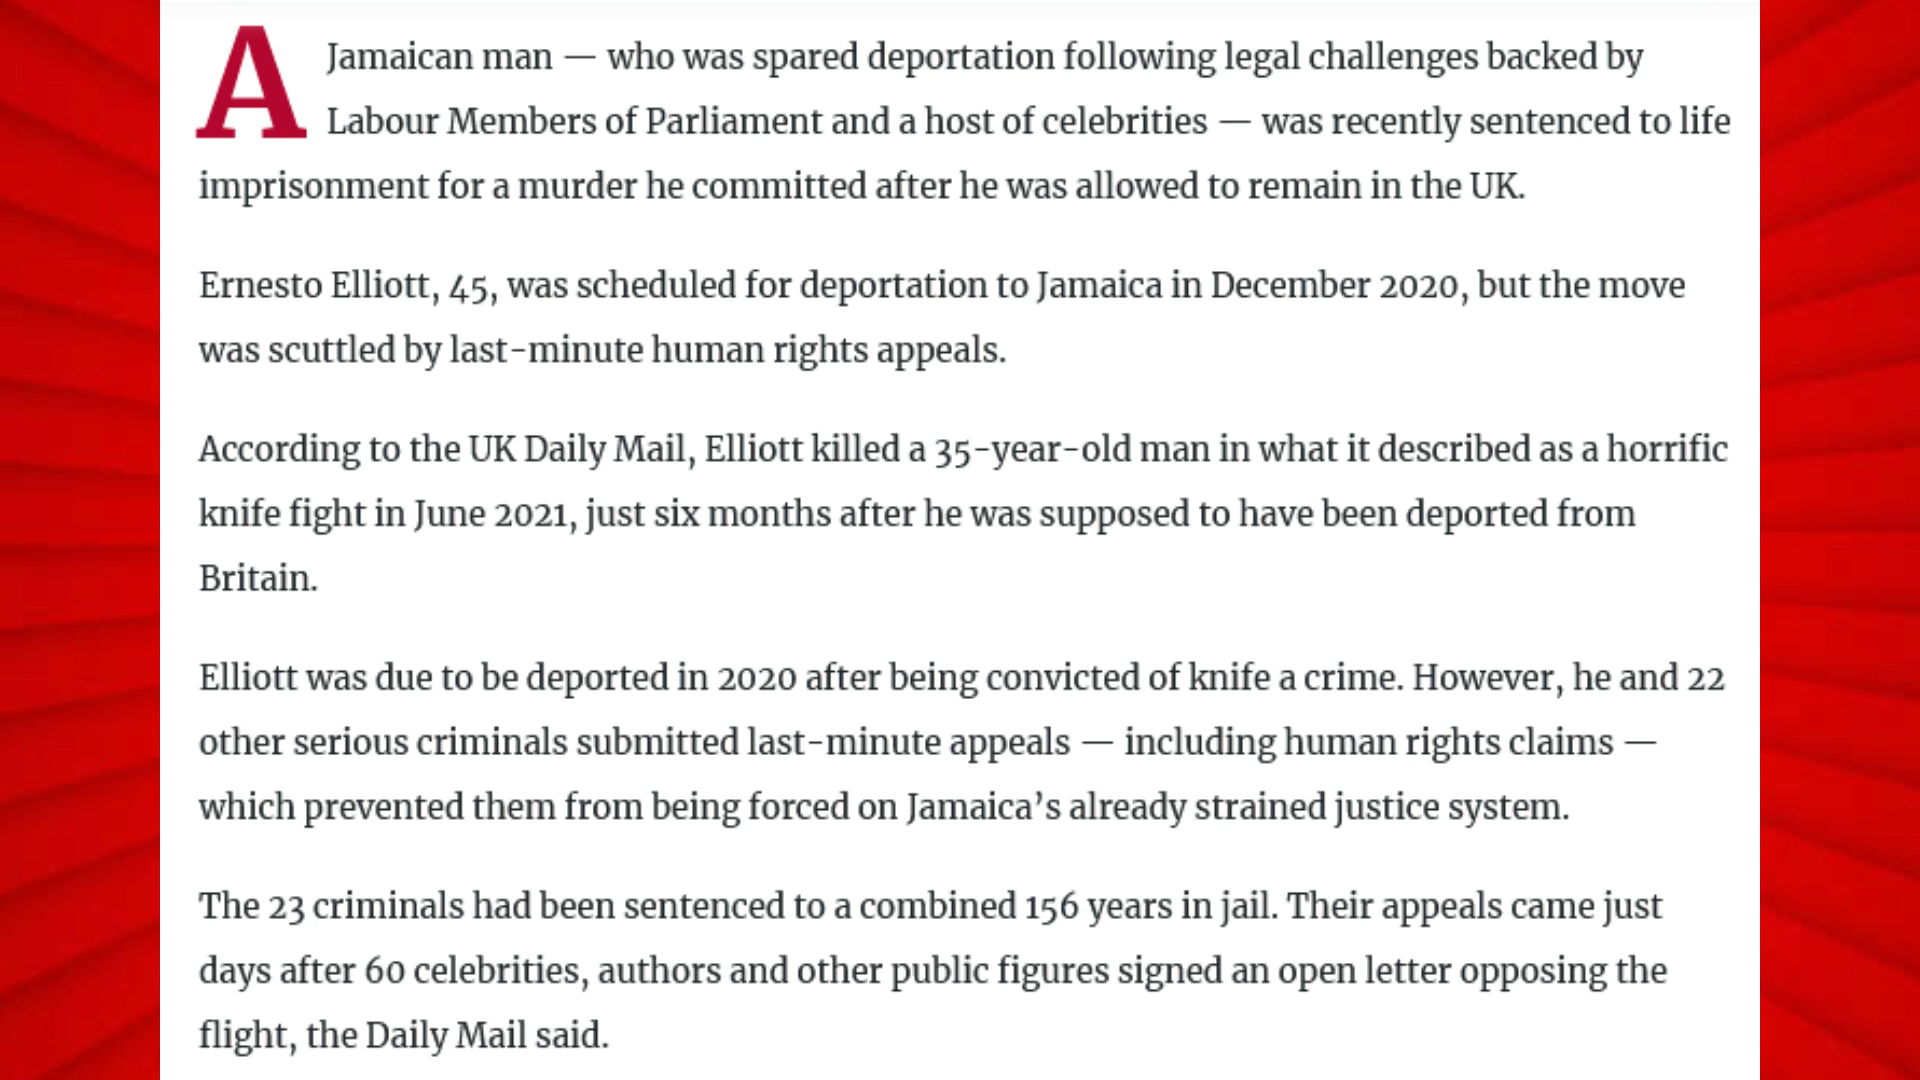 A Jamaican man — who was spared deportation following legal challenges backed by
Labour Members of Parliament and a host of celebrities — was recently sentenced to life
imprisonment for a murder he committed after he was allowed to remain in the UK.
Ernesto Elliott, 45, was scheduled for deportation to Jamaica in December 2020, but the move
was scuttled by last-minute human rights appeals.
According to the UK Daily Mail, Elliott killed a 35-year-old man in what it described as a horrific
knife fight in June 2021, just six months after he was supposed to have been deported from
Britain.
Elliott was due to be deported in 2020 after being convicted of knife a crime. However, he and 22
other serious criminals submitted last-minute appeals — including human rights claims —
which prevented them from being forced on Jamaica’s already strained justice system.
The 23 criminals had been sentenced to a combined 156 years in jail. Their appeals came just
days after 60 celebrities, authors and other public figures signed an open letter opposing the
flight, the Daily Mail said.